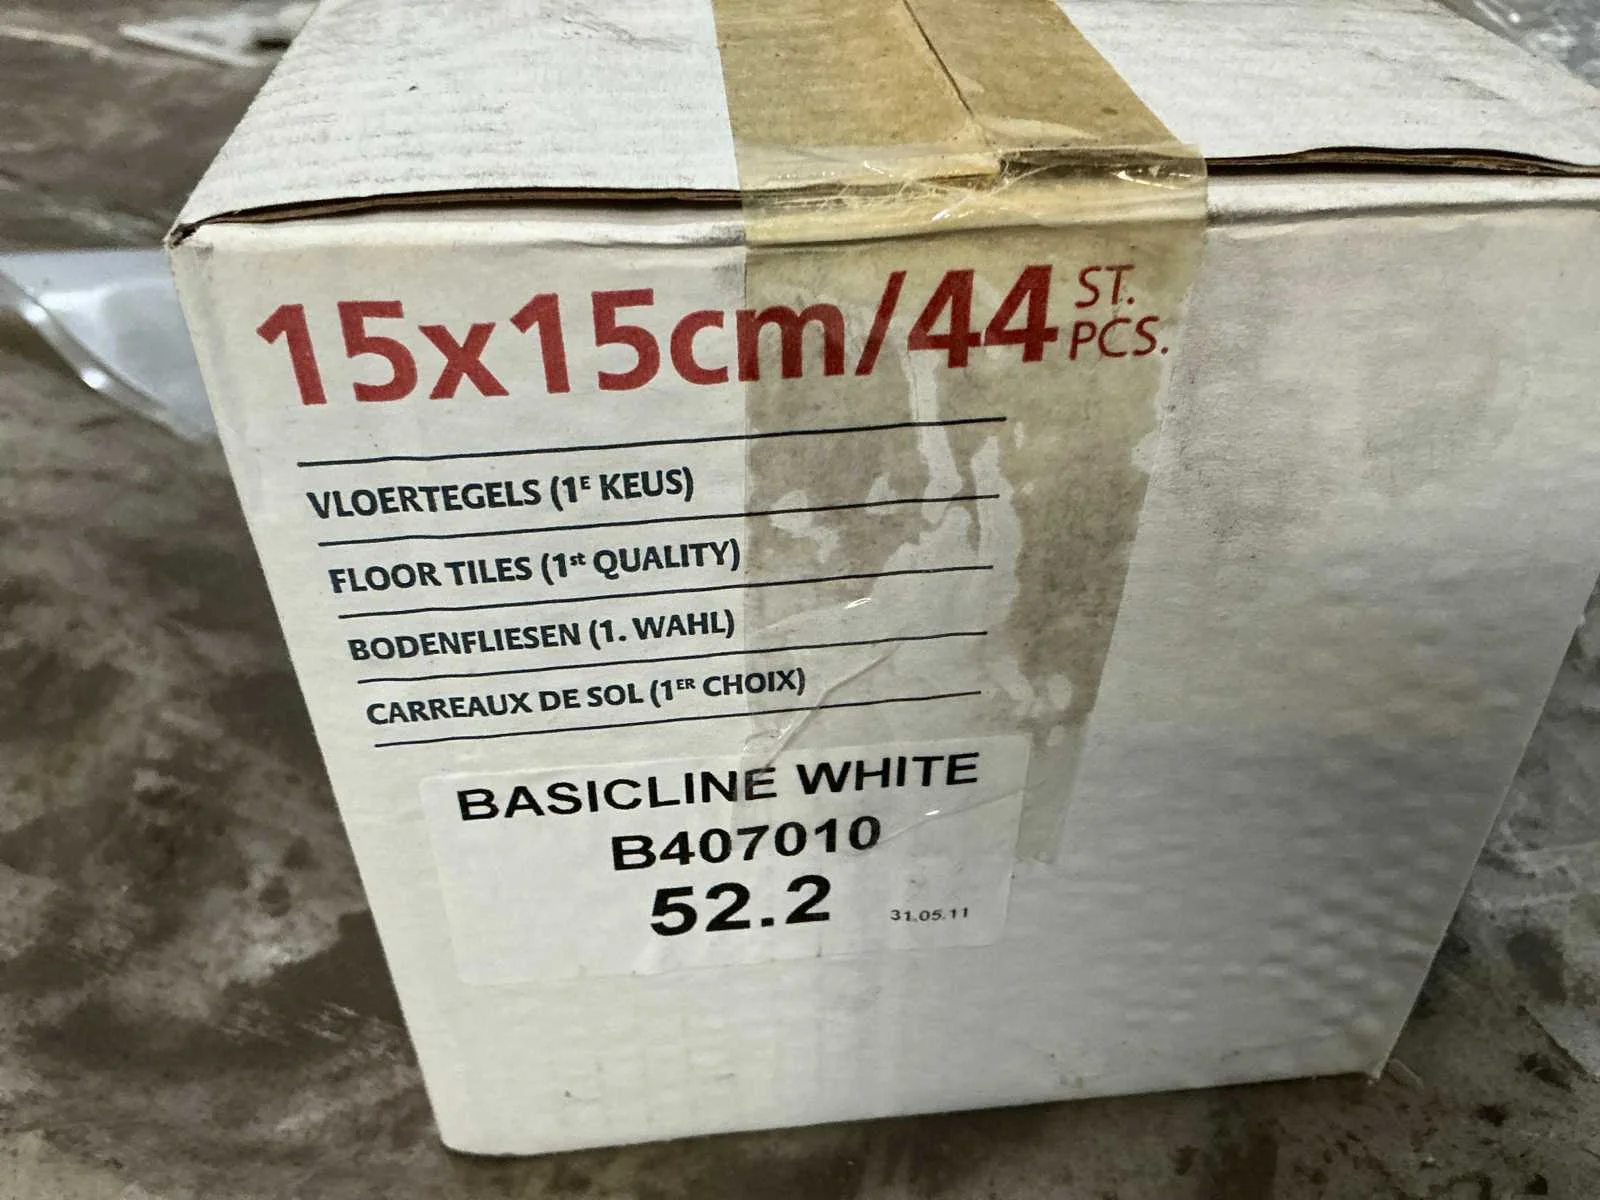 15x15cm/44 ST. PCS.
VLOERTEGELS (1E KEUS)
FLOOR TILES (1st QUALITY)
BODENFLIESEN (1. WAHL)
CARREAUX DE SOL (1ER CHOIX)
BASICLINE WHITE
B407010
52.2 31.05.11